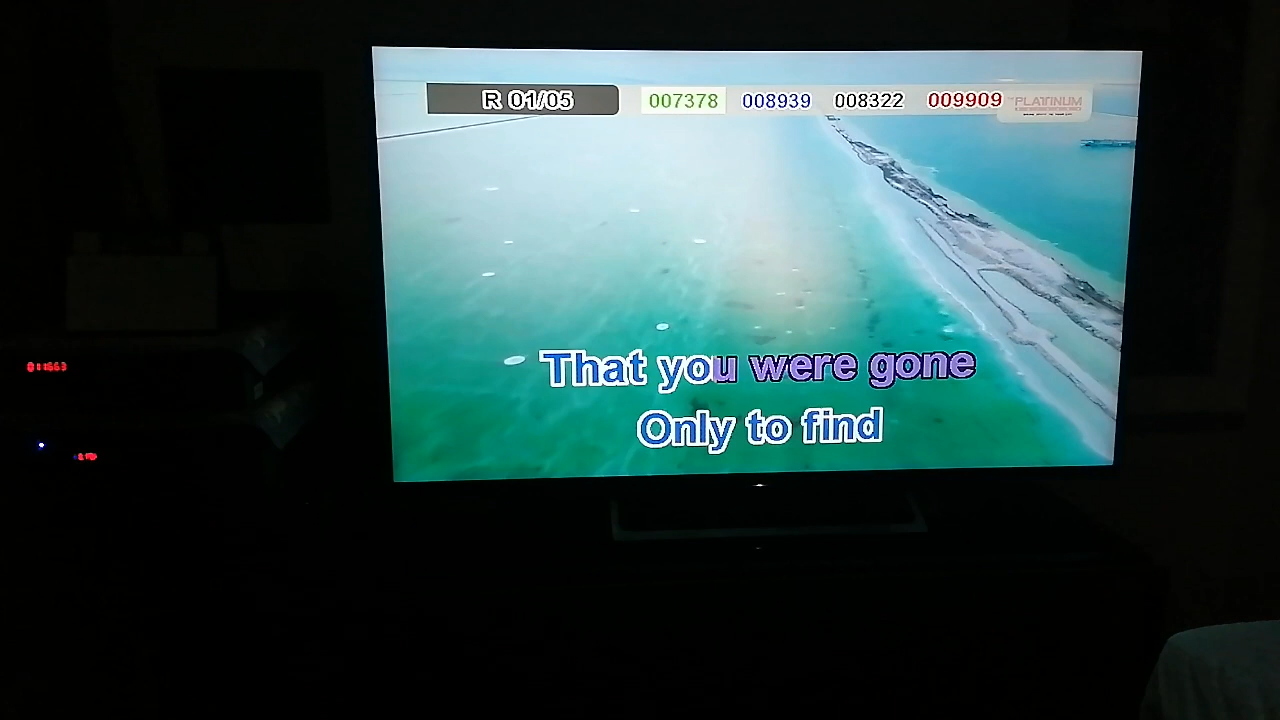 R 01/05 007378 008939 008322 009909 PLATINUM
That you were gone
Only to find